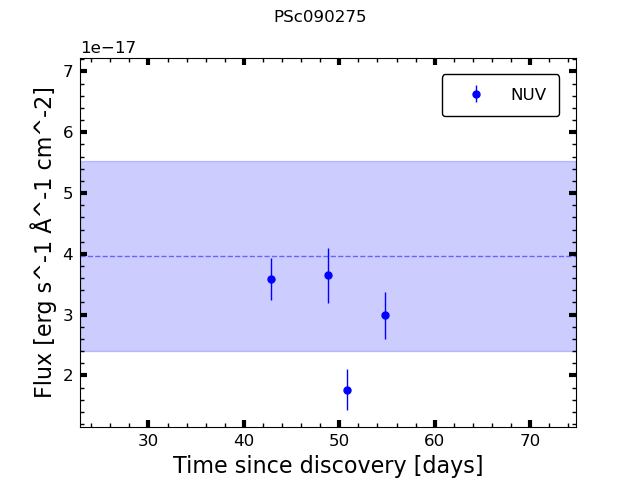 PSc090275
1e−17
7
6
5
4
3
2
Flux [erg s^-1 Å^-1 cm^-2]
NUV
30 40 50 60 70
Time since discovery [days]